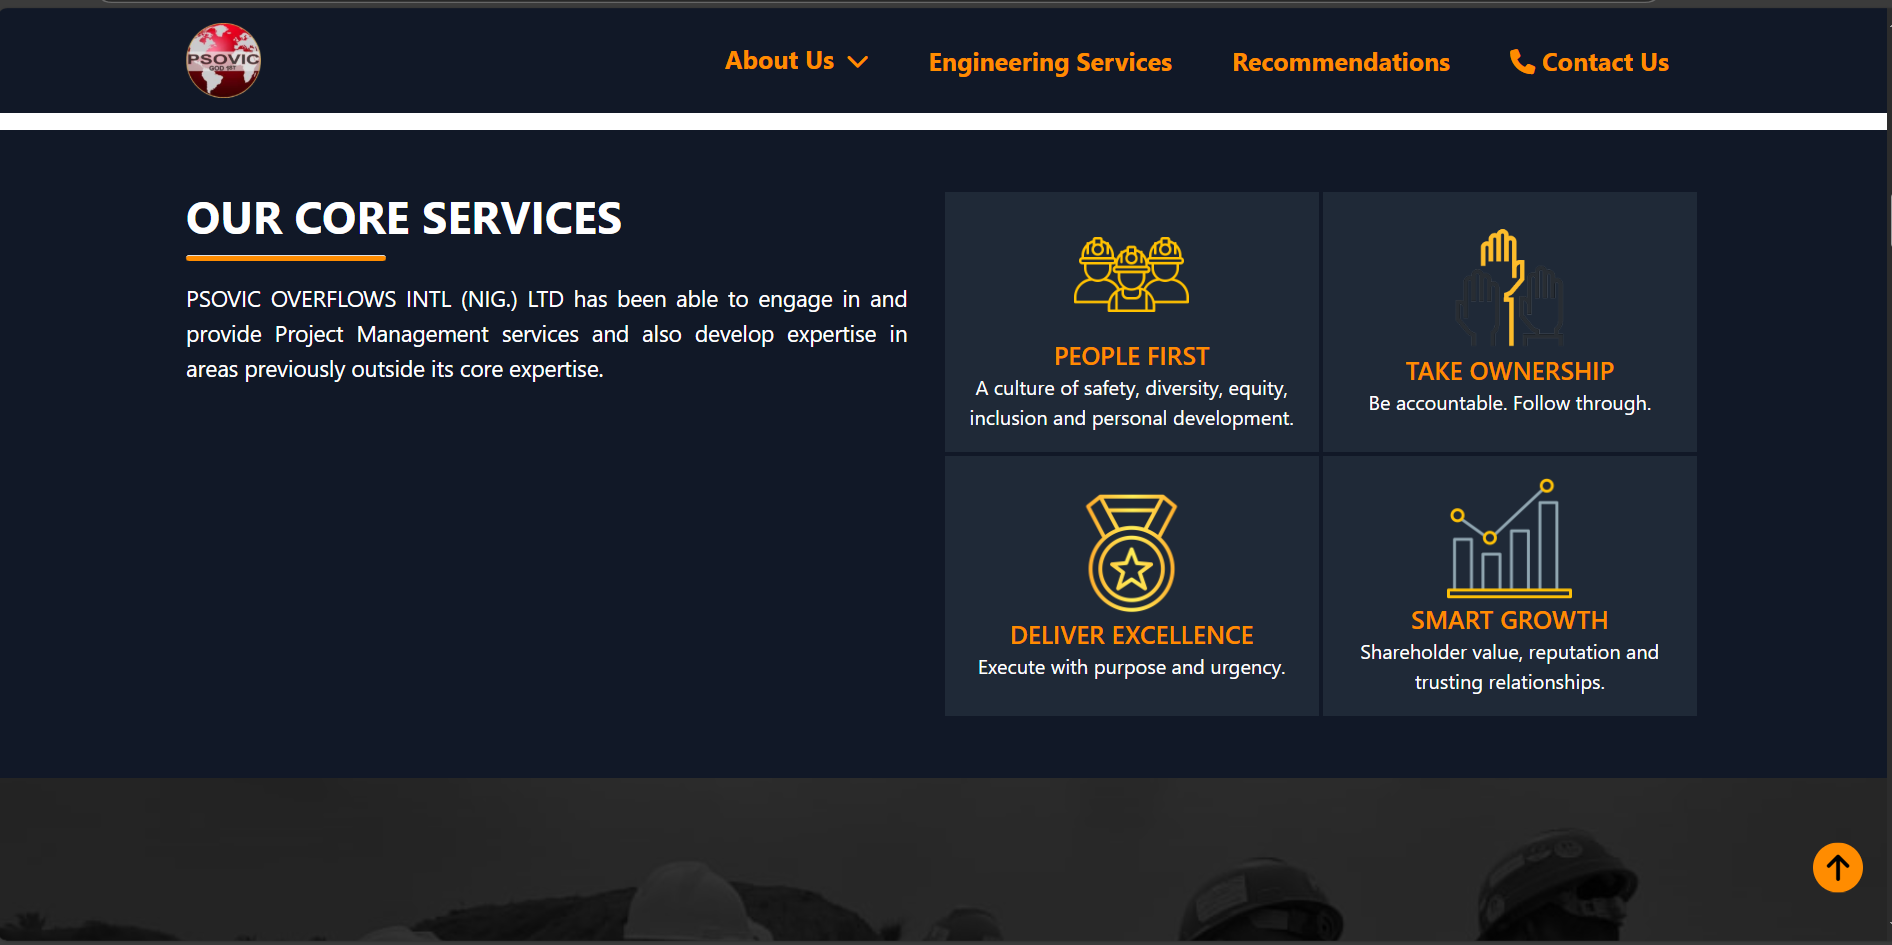 PSOVIC
About Us
Engineering Services
Recommendations
Contact Us
OUR CORE SERVICES
PSOVIC OVERFLOWS INTL (NIG.) LTD has been able to engage in and
provide Project Management services and also develop expertise in
areas previously outside its core expertise.
PEOPLE FIRST
A culture of safety, diversity, equity,
inclusion and personal development.
TAKE OWNERSHIP
Be accountable. Follow through.
DELIVER EXCELLENCE
Execute with purpose and urgency.
SMART GROWTH
Shareholder value, reputation and
trusting relationships.